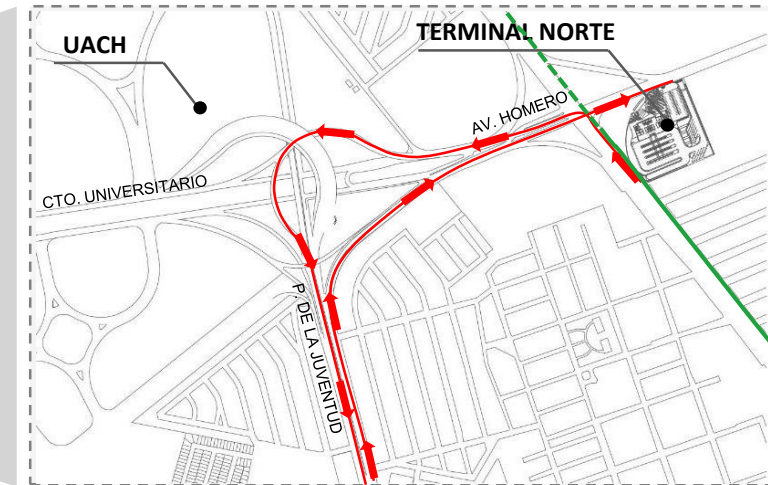 TERMINAL NORTE
UACH
AV. HOMERO
CTO. UNIVERSITARIO
P. DE LA JUVENTUD